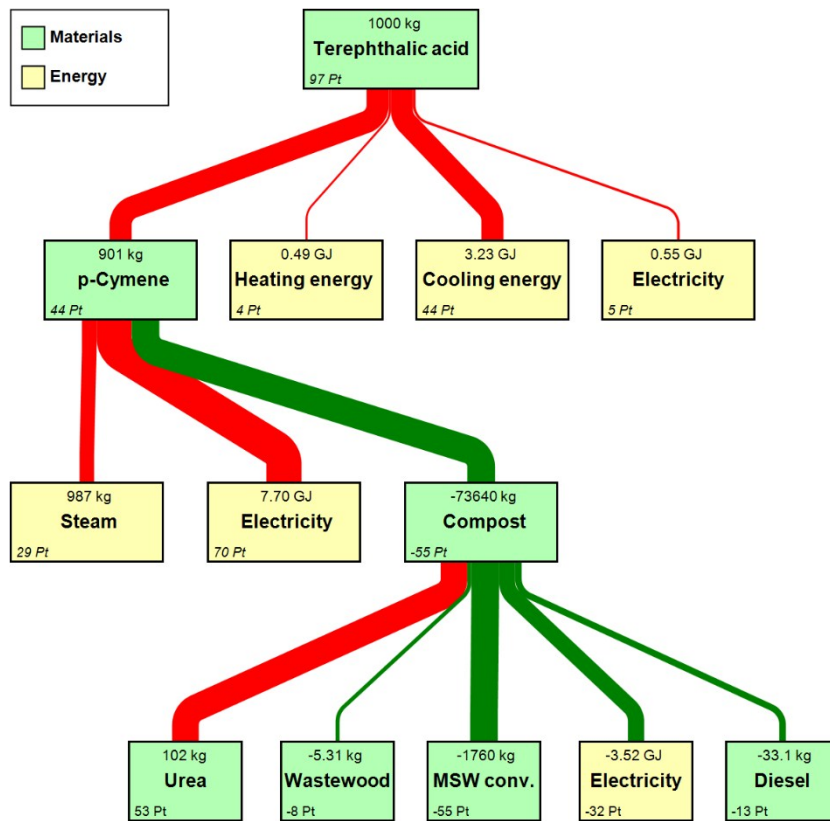 Materials
Energy
1000 kg
Terephthalic acid
97 Pt
901 kg
p-Cymene
44 Pt
0.49 GJ
Heating energy
4 Pt
3.23 GJ
Cooling energy
44 Pt
0.55 GJ
Electricity
5 Pt
987 kg
Steam
29 Pt
7.70 GJ
Electricity
70 Pt
-73640 kg
Compost
-55 Pt
102 kg
Urea
53 Pt
-5.31 kg
Wastewood
-8 Pt
-1760 kg
MSW conv.
-55 Pt
-3.52 GJ
Electricity
-32 Pt
-33.1 kg
Diesel
-13 Pt